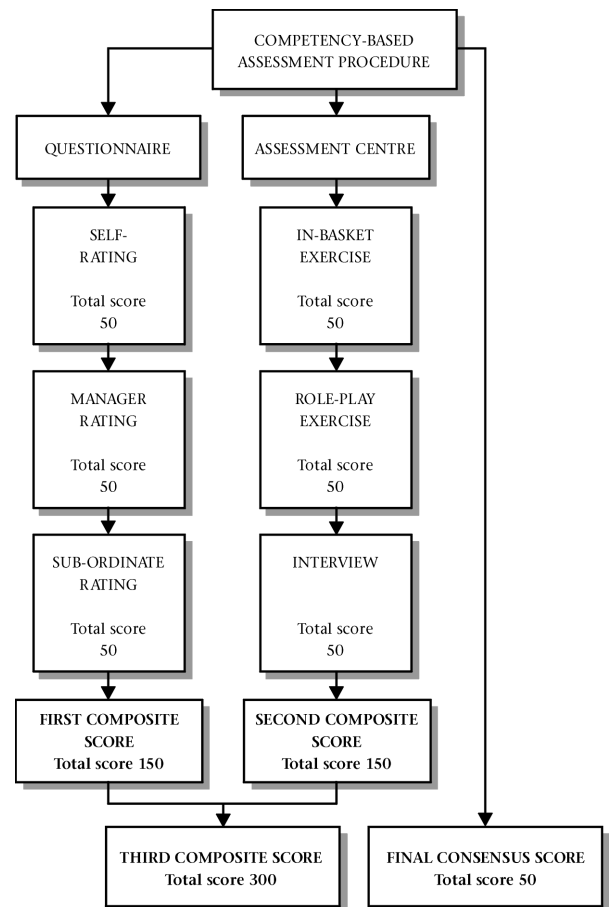 COMPETENCY-BASED
ASSESSMENT PROCEDURE
QUESTIONNAIRE
ASSESSMENT CENTRE
SELF-
RATING
Total score
50
IN-BASKET
EXERCISE
Total score
50
MANAGER
RATING
Total score
50
ROLE-PLAY
EXERCISE
Total score
50
SUB-ORDINATE
RATING
Total score
50
INTERVIEW
Total score
50
FIRST COMPOSITE
SCORE
Total score 150
SECOND COMPOSITE
SCORE
Total score 150
THIRD COMPOSITE SCORE
Total score 300
FINAL CONSENSUS SCORE
Total score 50